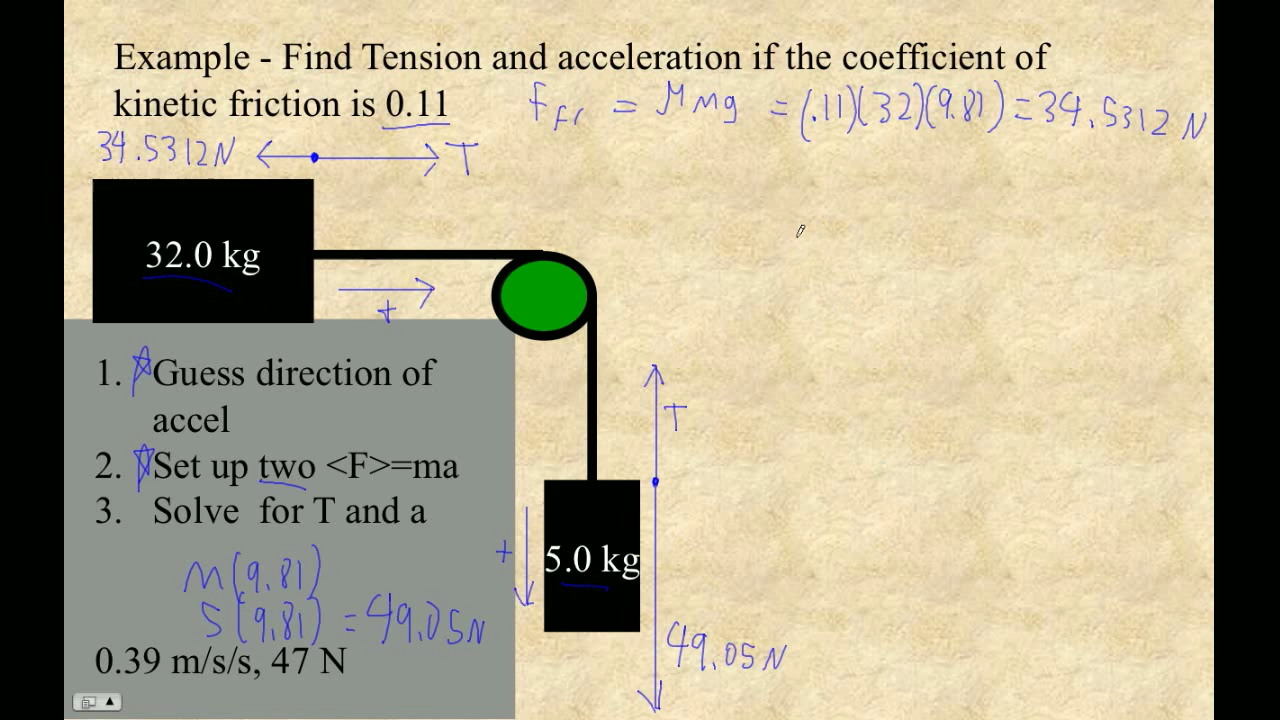 Example - Find Tension and acceleration if the coefficient of
kinetic friction is 0.11
F_Fr = μmg = (.11)(32)(9.81) = 34.5312 N
34.5312N
T
32.0 kg
+
1. Guess direction of
accel
T
2. Set up two <F>=ma
3. Solve for T and a
+
5.0 kg
m(9.81)
5(9.81) = 49.05N
49.05N
0.39 m/s/s, 47 N